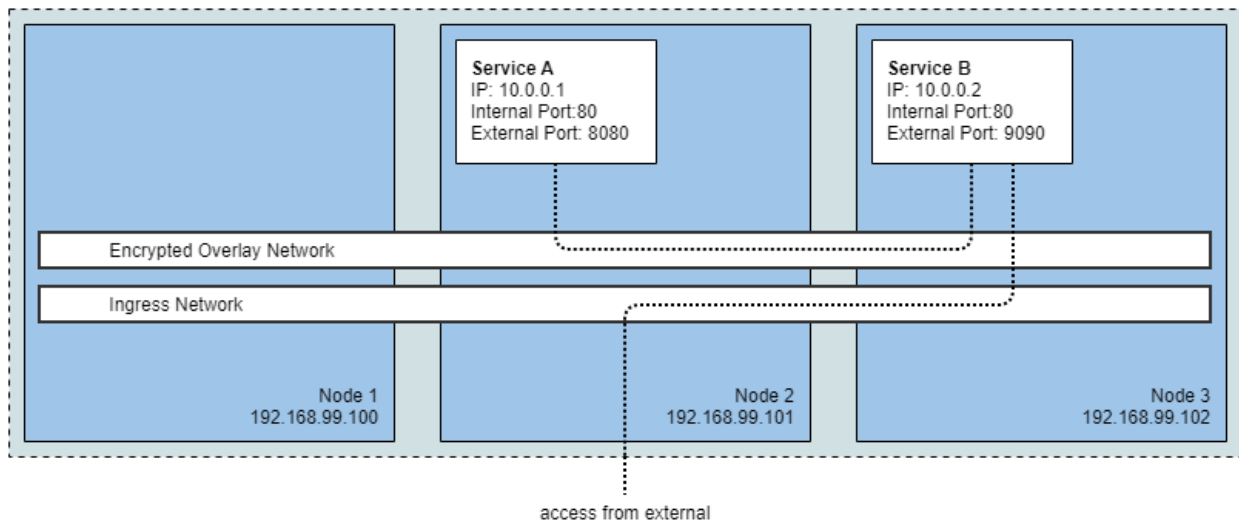 Service A
IP: 10.0.0.1
Internal Port:80
External Port: 8080
Service B
IP: 10.0.0.2
Internal Port:80
External Port: 9090
Encrypted Overlay Network
Ingress Network
Node 1
192.168.99.100
Node 2
192.168.99.101
Node 3
192.168.99.102
access from external